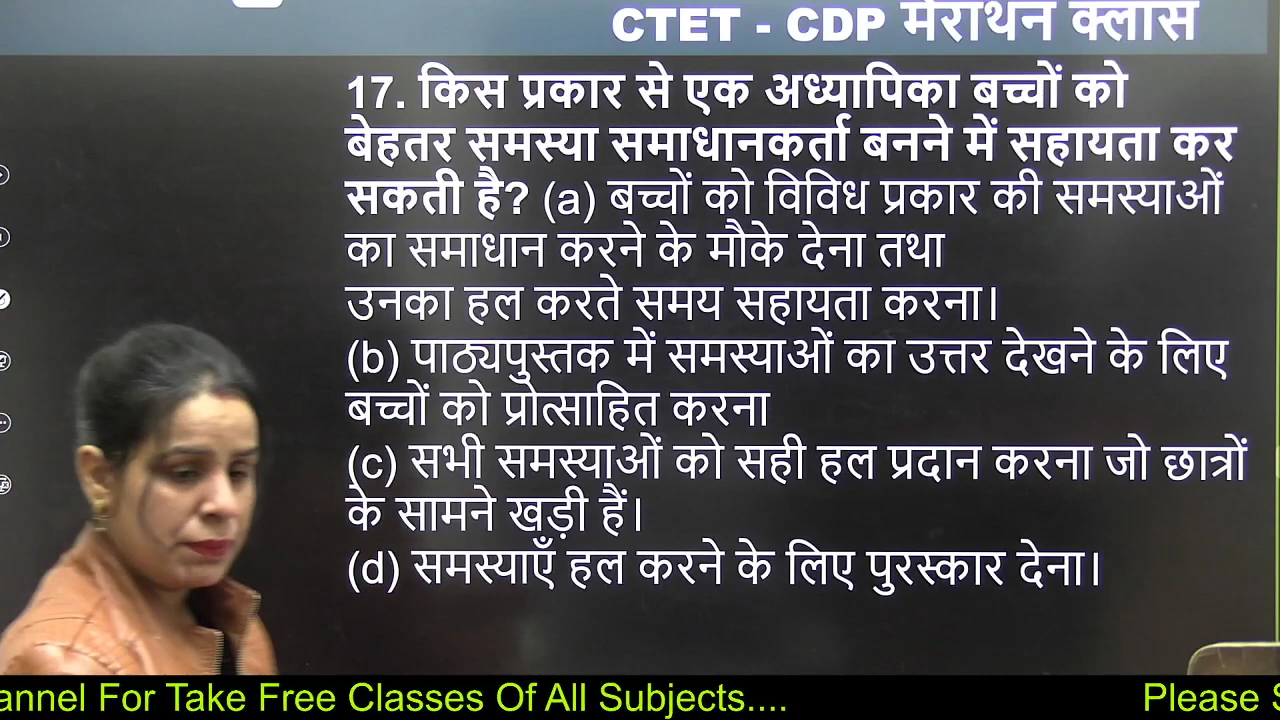 CTET - CDP मैराथन क्लास
17. किस प्रकार से एक अध्यापिका बच्चों को
बेहतर समस्या समाधानकर्ता बनने में सहायता कर
सकती है? (a) बच्चों को विविध प्रकार की समस्याओं
का समाधान करने के मौके देना तथा
उनका हल करते समय सहायता करना।
(b) पाठ्यपुस्तक में समस्याओं का उत्तर देखने के लिए
बच्चों को प्रोत्साहित करना
(c) सभी समस्याओं को सही हल प्रदान करना जो छात्रों
के सामने खड़ी हैं।
(d) समस्याएँ हल करने के लिए पुरस्कार देना।
annel For Take Free Classes Of All Subjects.... Please S